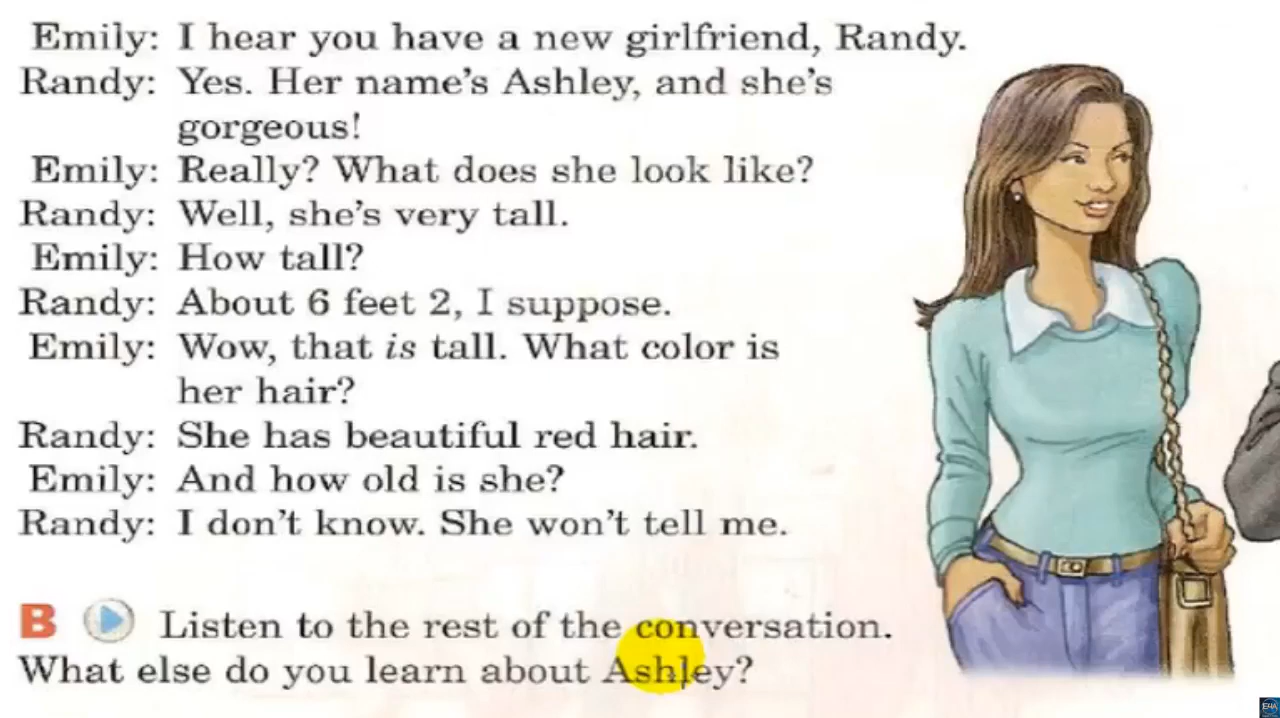 Emily: I hear you have a new girlfriend, Randy.
Randy: Yes. Her name's Ashley, and she's
gorgeous!
Emily: Really? What does she look like?
Randy: Well, she's very tall.
Emily: How tall?
Randy: About 6 feet 2, I suppose.
Emily: Wow, that is tall. What color is
her hair?
Randy: She has beautiful red hair.
Emily: And how old is she?
Randy: I don't know. She won't tell me.
B Listen to the rest of the conversation.
What else do you learn about Ashley?